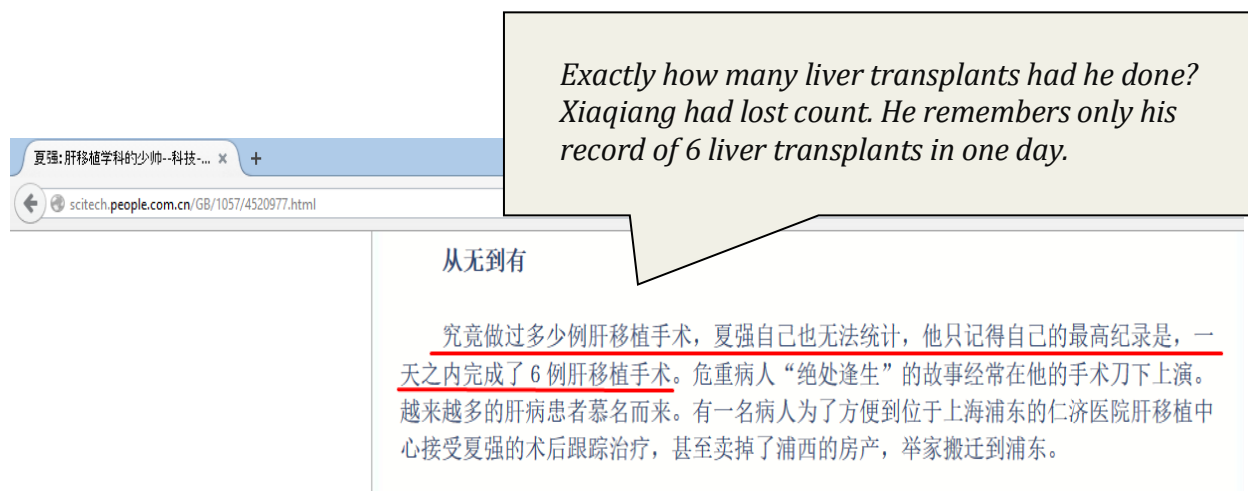 Exactly how many liver transplants had he done?
Xiaqiang had lost count. He remembers only his
record of 6 liver transplants in one day.
夏强:肝移植学科的少帅--科技-... × +
scitech.people.com.cn/GB/1057/4520977.html
从无到有
究竟做过多少例肝移植手术，夏强自己也无法统计，他只记得自己的最高纪录是，一
天之内完成了 6 例肝移植手术。危重病人“绝处逢生”的故事经常在他的手术刀下上演。
越来越多的肝病患者慕名而来。有一名病人为了方便到位于上海浦东的仁济医院肝移植中
心接受夏强的术后跟踪治疗，甚至卖掉了浦西的房产，举家搬迁到浦东。